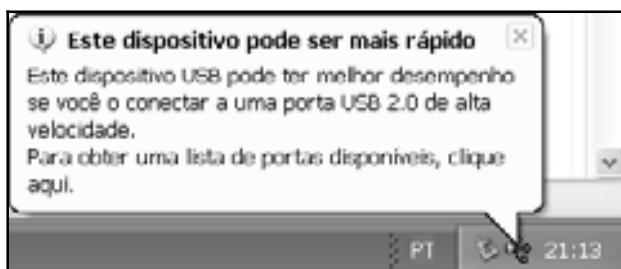 Este dispositivo pode ser mais rápido
Este dispositivo USB pode ter melhor desempenho
se você o conectar a uma porta USB 2.0 de alta
velocidade.
Para obter uma lista de portas disponíveis, clique
aqui.
PT 21:13